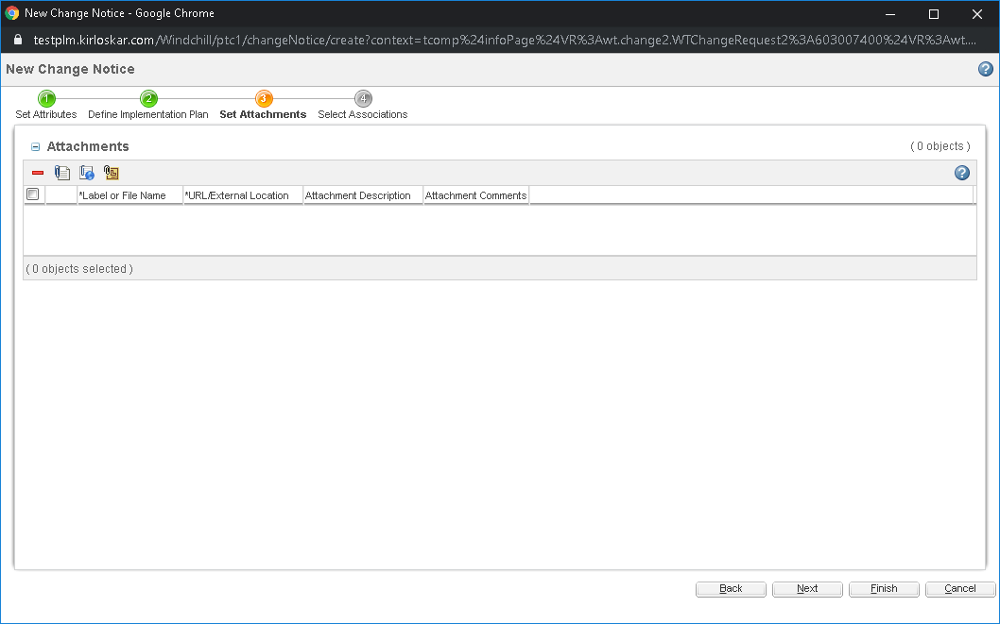 New Change Notice - Google Chrome
testplm.kirloskar.com/Windchill/ptc1/changeNotice/create?context=tcomp%24infoPage%24VR%3Awt.change2.WTChangeRequest2%3A603007400%24VR%3Awt....
New Change Notice
1 2 3 4
Set Attributes Define Implementation Plan Set Attachments Select Associations
Attachments ( 0 objects )
*Label or File Name *URL/External Location Attachment Description Attachment Comments
( 0 objects selected )
Back Next Finish Cancel